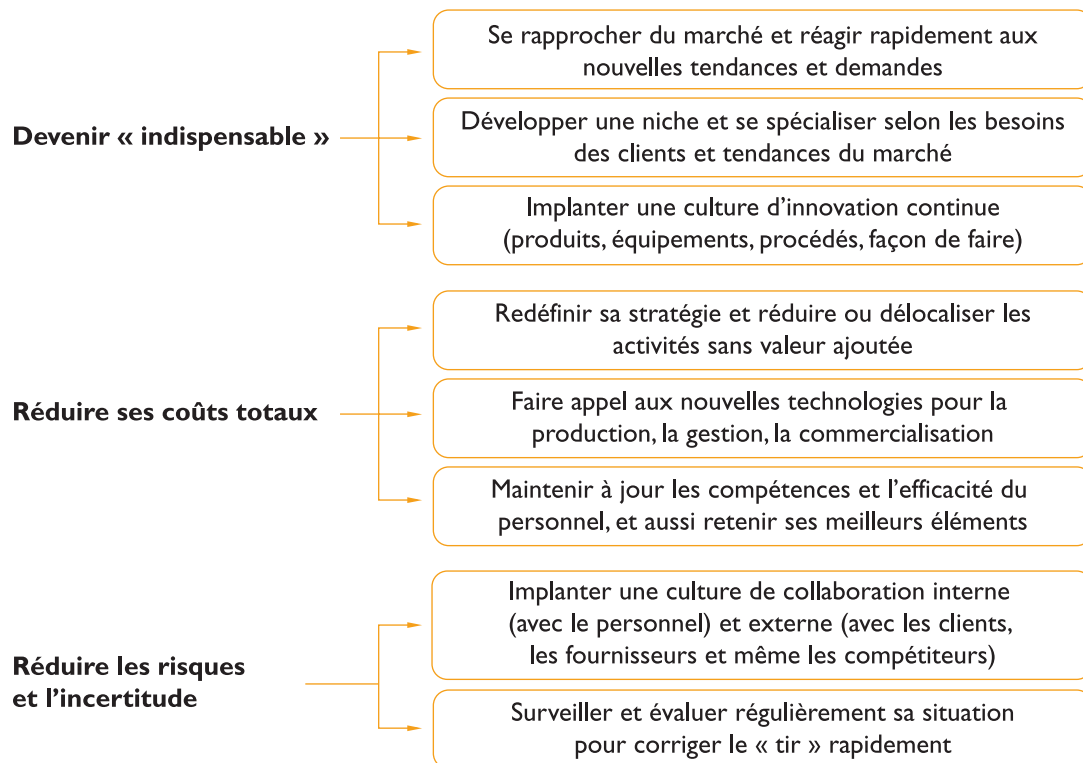 Se rapprocher du marché et réagir rapidement aux
nouvelles tendances et demandes
Devenir « indispensable »
Développer une niche et se spécialiser selon les besoins
des clients et tendances du marché
Implanter une culture d’innovation continue
(produits, équipements, procédés, façon de faire)
Redéfinir sa stratégie et réduire ou délocaliser les
activités sans valeur ajoutée
Réduire ses coûts totaux
Faire appel aux nouvelles technologies pour la
production, la gestion, la commercialisation
Maintenir à jour les compétences et l’efficacité du
personnel, et aussi retenir ses meilleurs éléments
Réduire les risques
et l’incertitude
Implanter une culture de collaboration interne
(avec le personnel) et externe (avec les clients,
les fournisseurs et même les compétiteurs)
Surveiller et évaluer régulièrement sa situation
pour corriger le « tir » rapidement